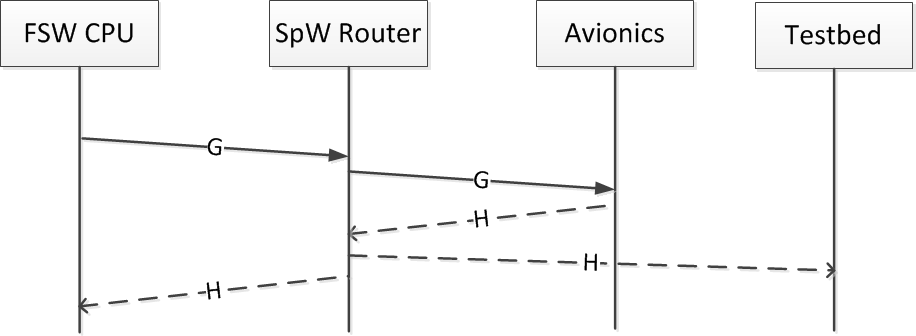 FSW CPU
SpW Router
Avionics
Testbed
G
G
H
H
H